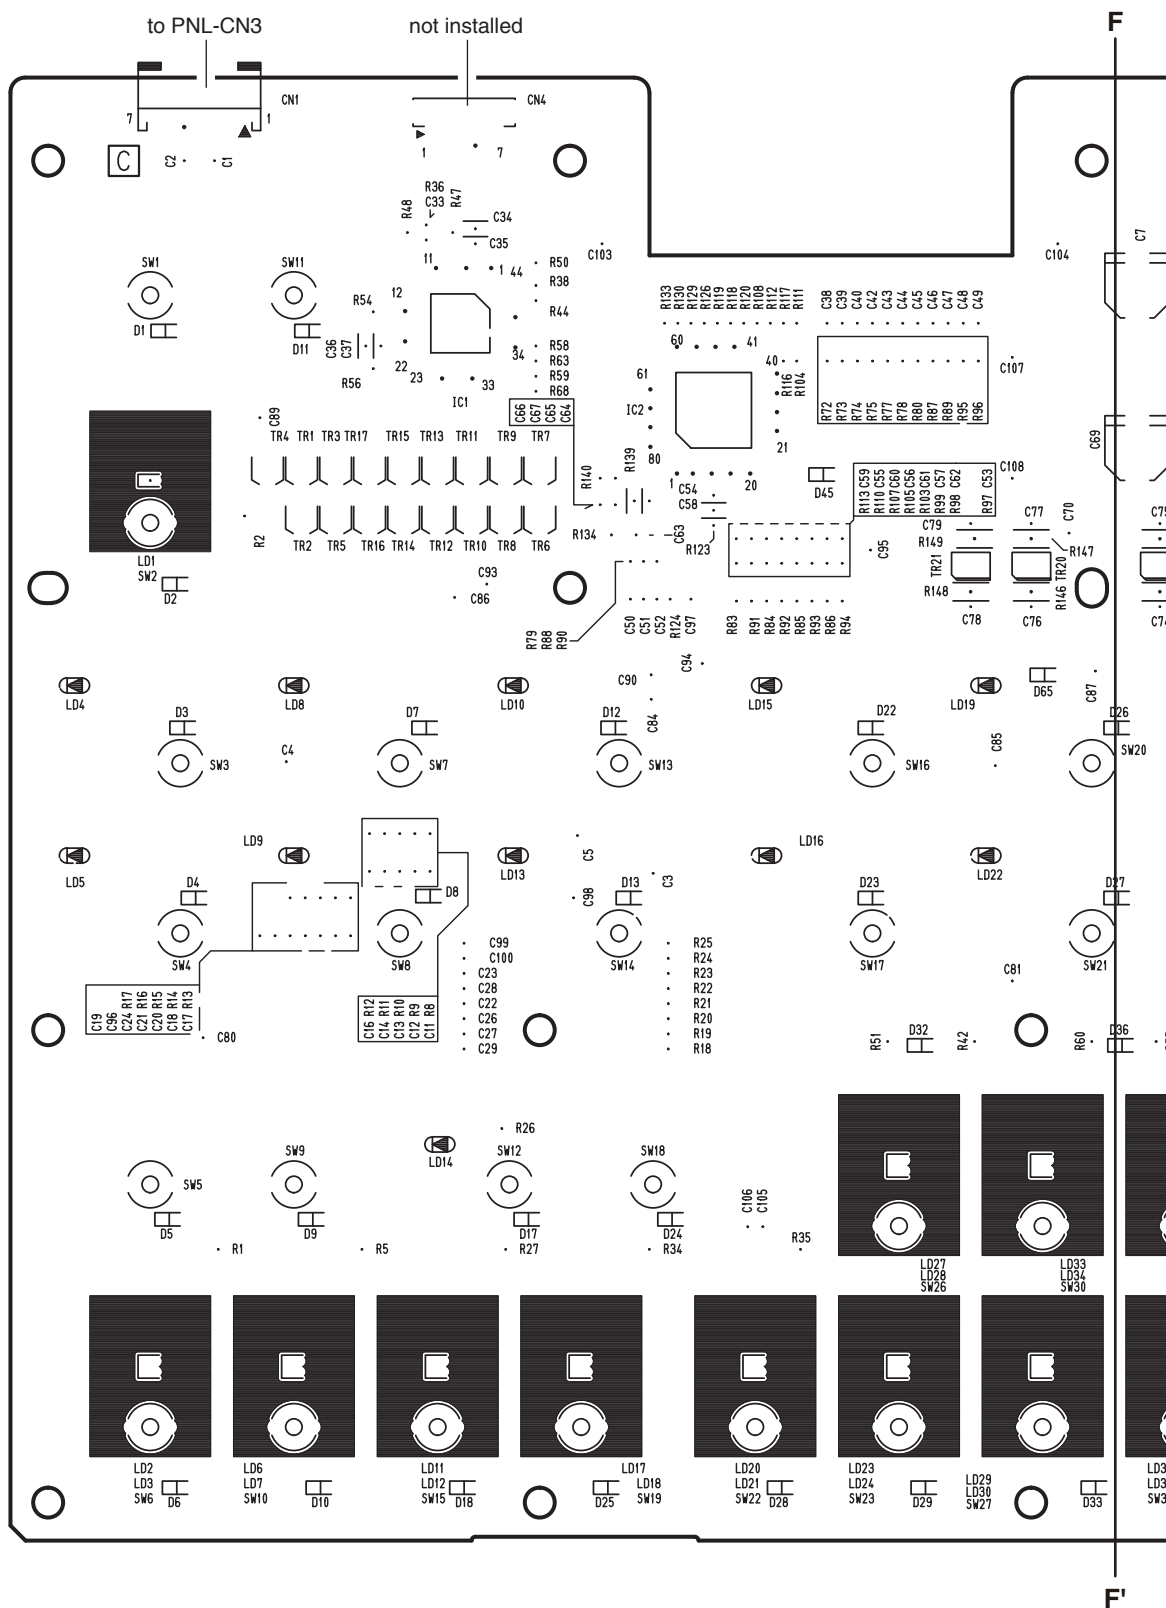 to PNL-CN3
not installed
F
CN1
CN4
7
1
1
7
C
C2
C1
R36
C33
R47
R48
C34
C35
C7
C103
C104
11
1
44
R50
R38
SW1
SW11
12
R54
R44
D1
D11
C36
C37
R58
34
R63
22
R59
R56
23
33
R68
IC1
R133
R130
R129
R126
R119
R118
R120
R108
R112
R117
R111
C38
C39
C40
C42
C43
C44
C45
C46
C47
C48
C49
60
41
40
R116
R104
61
IC2
80
21
1
20
C107
R72
R73
R74
R75
R77
R78
R80
R87
R89
R95
R96
C66
C67
C65
C64
C89
C69
TR4
TR1
TR3
TR17
TR15
TR13
TR11
TR9
TR7
R140
R139
C54
C58
D45
R113 C59
R110 C55
R107 C60
R105 C56
R103 C61
R99 C57
R98 C62
R97 C53
C108
R2
TR2
TR5
TR16
TR14
TR12
TR10
TR8
TR6
R134
C63
R123
C95
C79
C77
C70
R149
R147
TR21
TR20
R148
R146
C78
C76
C75
C74
LD1
SW2
D2
C93
C86
R79
R88
R90
C50
C51
C52
R124
C97
R83
R91
R84
R92
R85
R93
R86
R94
C94
C90
C84
LD4
LD8
LD10
LD15
LD19
D65
C87
D3
D7
D12
D22
D26
C4
C85
SW3
SW7
SW13
SW16
SW20
LD5
LD9
LD13
LD16
LD22
C5
C3
C98
D4
D8
D13
D23
D27
SW4
SW8
SW14
SW17
SW21
C99
C100
C23
C28
C22
C26
C27
C29
R25
R24
R23
R22
R21
R20
R19
R18
C81
C19
C96
C24 R17
C21 R16
C20 R15
C18 R14
C17 R13
C80
C16 R12
C14 R11
C13 R10
C12 R9
C11 R8
R51
D32
R42
R60
D36
R26
LD14
SW5
SW9
SW12
SW18
D5
D9
D17
D24
R1
R5
R27
R34
C106
C105
R35
LD27
LD28
SW26
LD33
LD34
SW30
LD2
LD3
SW6
D6
LD6
LD7
SW10
D10
LD11
LD12
SW15
D18
D25
LD17
LD18
SW19
LD20
LD21
SW22
D28
LD23
LD24
SW23
D29
LD29
LD30
SW27
D33
F'